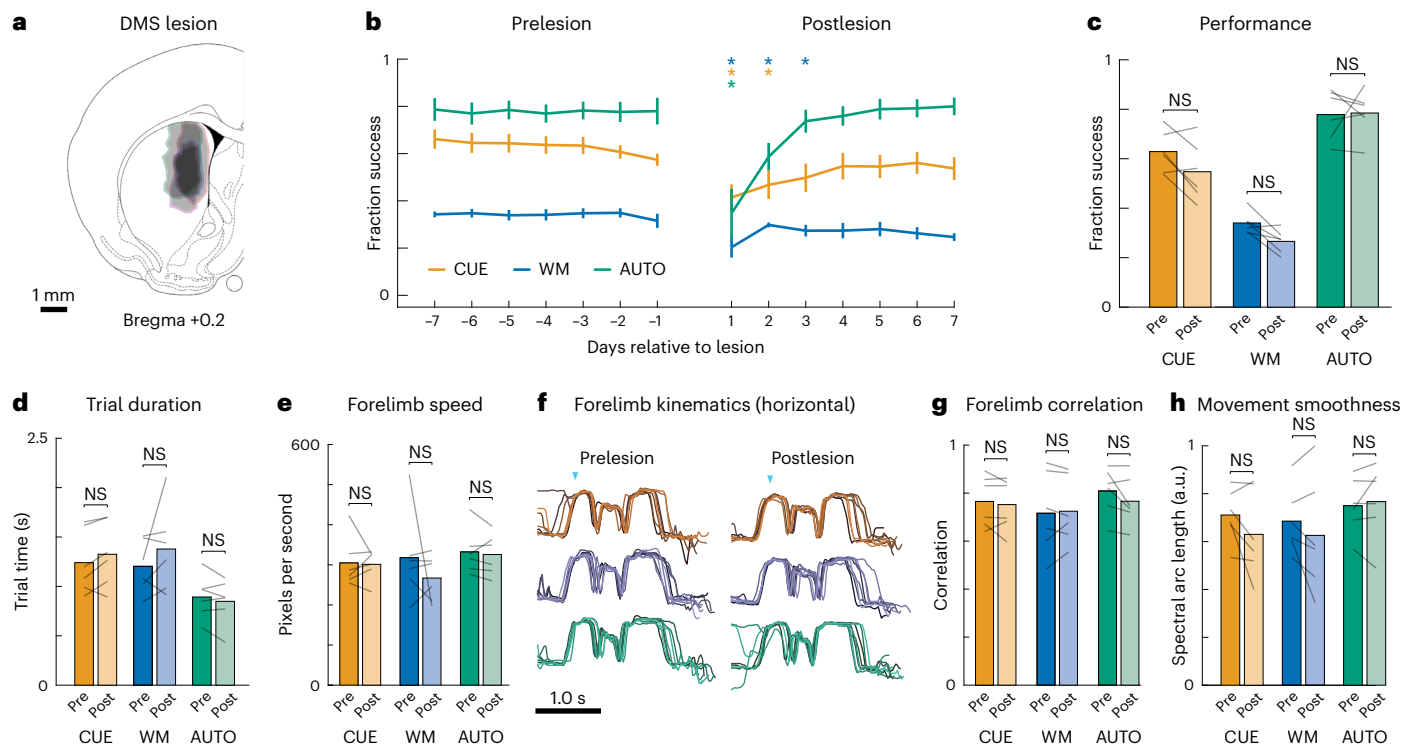 a
DMS lesion
1 mm
Bregma +0.2
b
Prelesion
Postlesion
Fraction success
1
0
* * *
* *
*
CUE
WM
AUTO
–7 –6 –5 –4 –3 –2 –1 1 2 3 4 5 6 7
Days relative to lesion
c
Performance
Fraction success
1
0
NS
NS
NS
Pre Post Pre Post Pre Post
CUE WM AUTO
d
Trial duration
Trial time (s)
2.5
0
NS
NS
NS
Pre Post Pre Post Pre Post
CUE WM AUTO
e
Forelimb speed
Pixels per second
600
0
NS
NS
NS
Pre Post Pre Post Pre Post
CUE WM AUTO
f
Forelimb kinematics (horizontal)
Prelesion
Postlesion
1.0 s
g
Forelimb correlation
Correlation
1
0
NS
NS
NS
Pre Post Pre Post Pre Post
CUE WM AUTO
h
Movement smoothness
Spectral arc length (a.u.)
1
0
NS
NS
NS
Pre Post Pre Post Pre Post
CUE WM AUTO